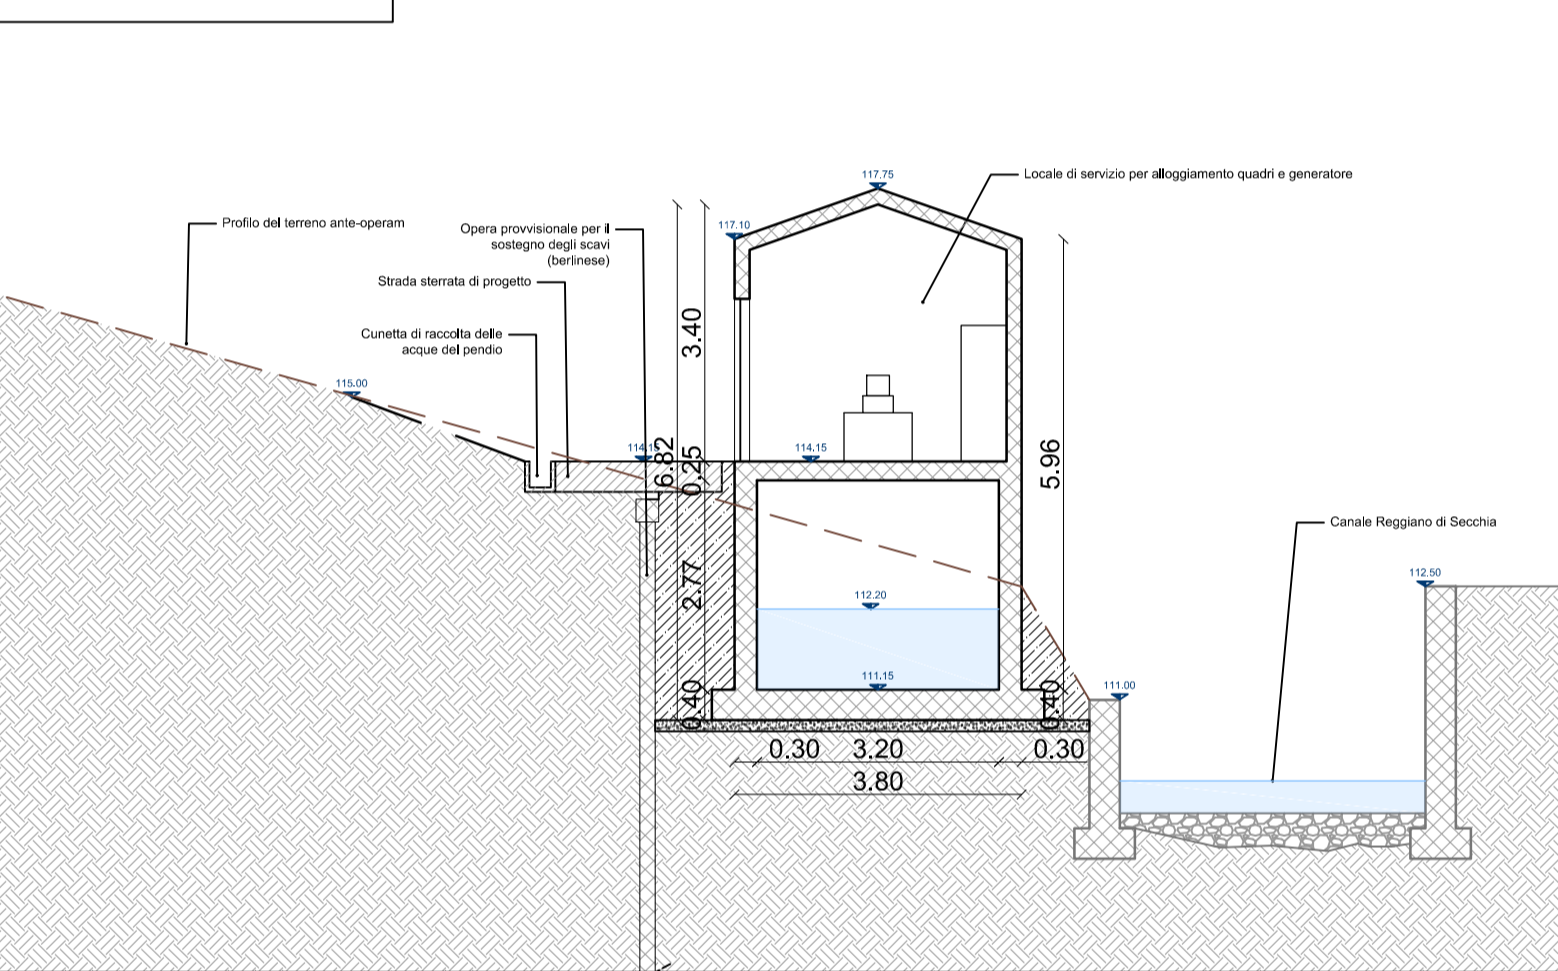 117.75
Locale di servizio per alloggiamento quadri e generatore
117.10
Profilo del terreno ante-operam
Opera provvisionale per il
sostegno degli scavi
(berlinese)
Strada sterrata di progetto
Cunetta di raccolta delle
acque del pendio
3.40
115.00
114.15
114.15
6.82
0.25
5.96
Canale Reggiano di Secchia
112.50
2.77
112.20
111.15
111.00
0.40
0.40
0.30
3.20
0.30
3.80